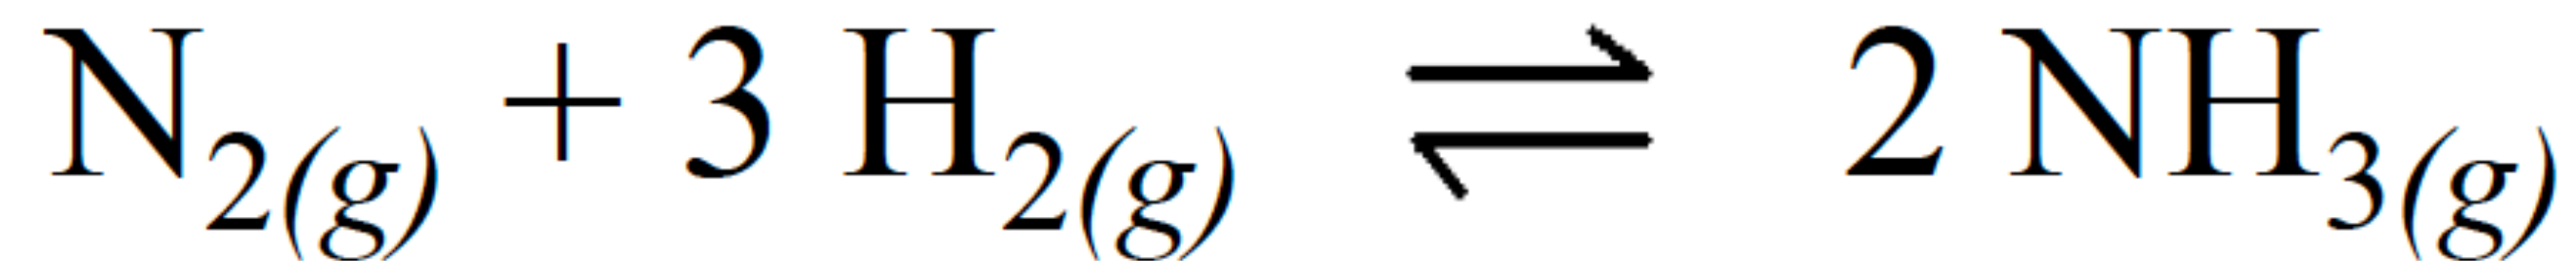 N₂(g) + 3 H₂(g) ⇌ 2 NH₃(g)